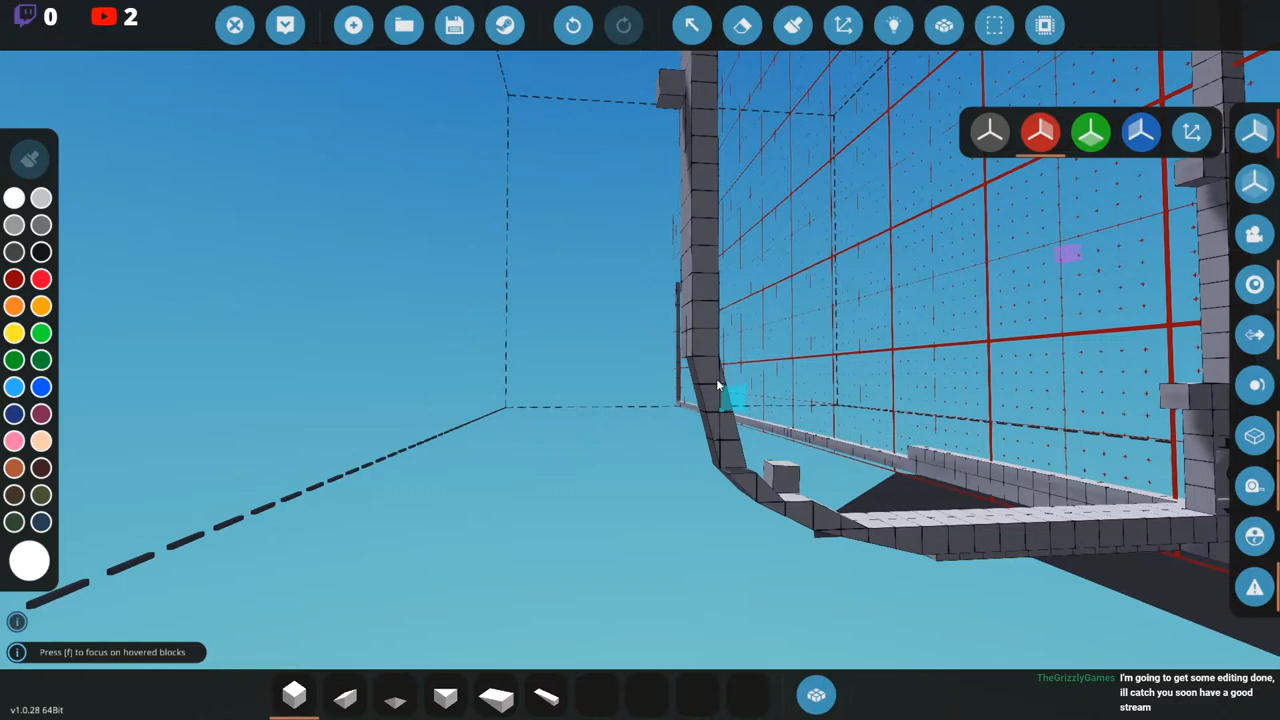 0
2
Press [f] to focus on hovered blocks
v1.0.28 64Bit
TheGrizzlyGames I'm going to get some editing done,
ill catch you soon have a good
stream